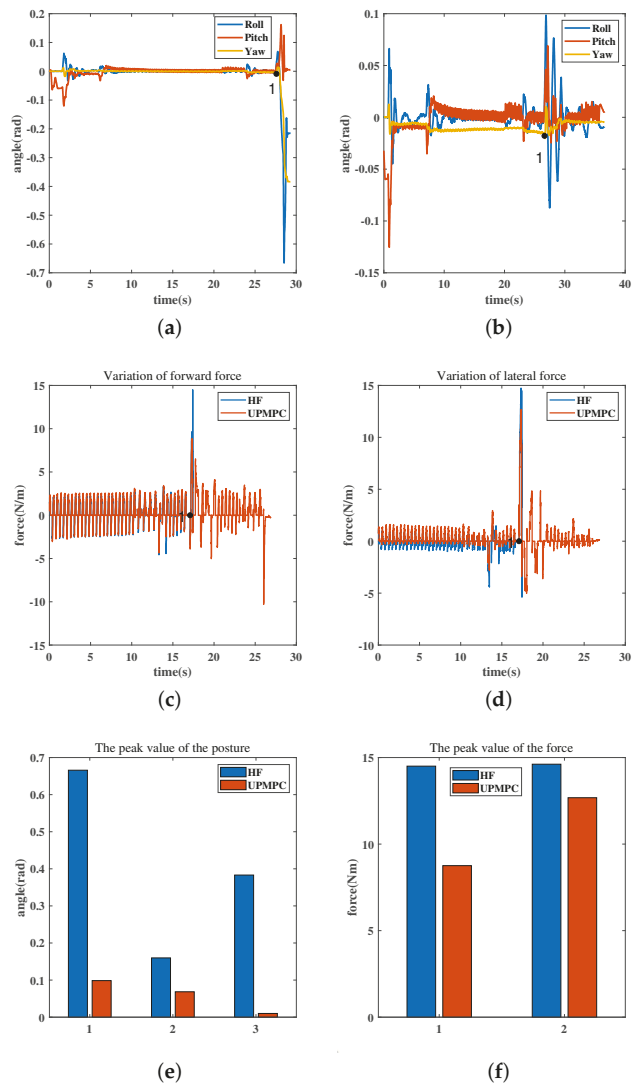 0.2
0.1
0
-0.1
-0.2
-0.3
-0.4
-0.5
-0.6
-0.7
angle(rad)
Roll
Pitch
Yaw
1
0 5 10 15 20 25 30
time(s)
(a)
0.1
0.05
0
-0.05
-0.1
-0.15
angle(rad)
Roll
Pitch
Yaw
1
0 10 20 30 40
time(s)
(b)
Variation of forward force
15
10
5
0
-5
-10
-15
force(N/m)
HF
UPMPC
0 5 10 15 20 25 30
time(s)
(c)
Variation of lateral force
15
10
5
0
-5
-10
force(N/m)
HF
UPMPC
0 5 10 15 20 25 30
time(s)
(d)
The peak value of the posture
0.7
0.6
0.5
0.4
0.3
0.2
0.1
0
angle(rad)
HF
UPMPC
1 2 3
(e)
The peak value of the force
15
10
5
0
force(Nm)
HF
UPMPC
1 2
(f)